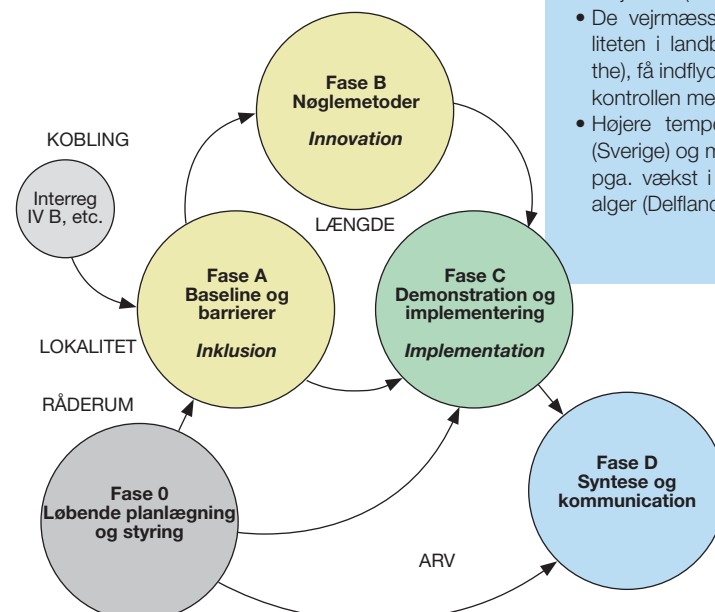 • De vejrmæss
liteten i landb
the), få indflyd
kontrollen me
• Højere tempe
(Sverige) og m
pga. vækst i
alger (Delfland
Fase B
Nøglemetoder
Innovation
KOBLING
Interreg
IV B, etc.
LÆNGDE
Fase A
Baseline og
barrierer
Inklusion
Fase C
Demonstration og
implementering
Implementation
LOKALITET
RÅDERUM
Fase 0
Løbende planlægning
og styring
Fase D
Syntese og
kommunication
ARV